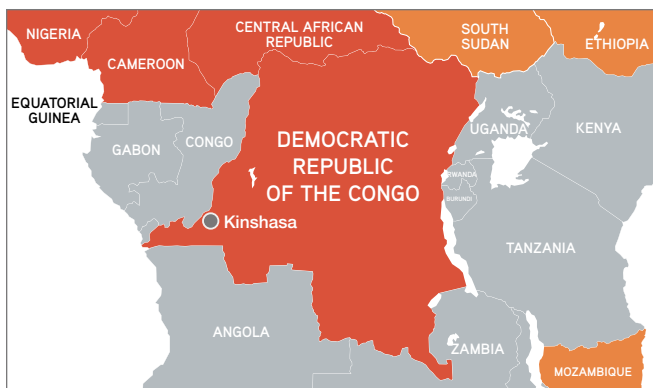 NIGERIA
CENTRAL AFRICAN
REPUBLIC
SOUTH
SUDAN
ETHIOPIA
CAMEROON
EQUATORIAL
GUINEA
GABON
CONGO
DEMOCRATIC
REPUBLIC
OF THE CONGO
UGANDA
KENYA
RWANDA
BURUNDI
Kinshasa
TANZANIA
ANGOLA
ZAMBIA
MOZAMBIQUE